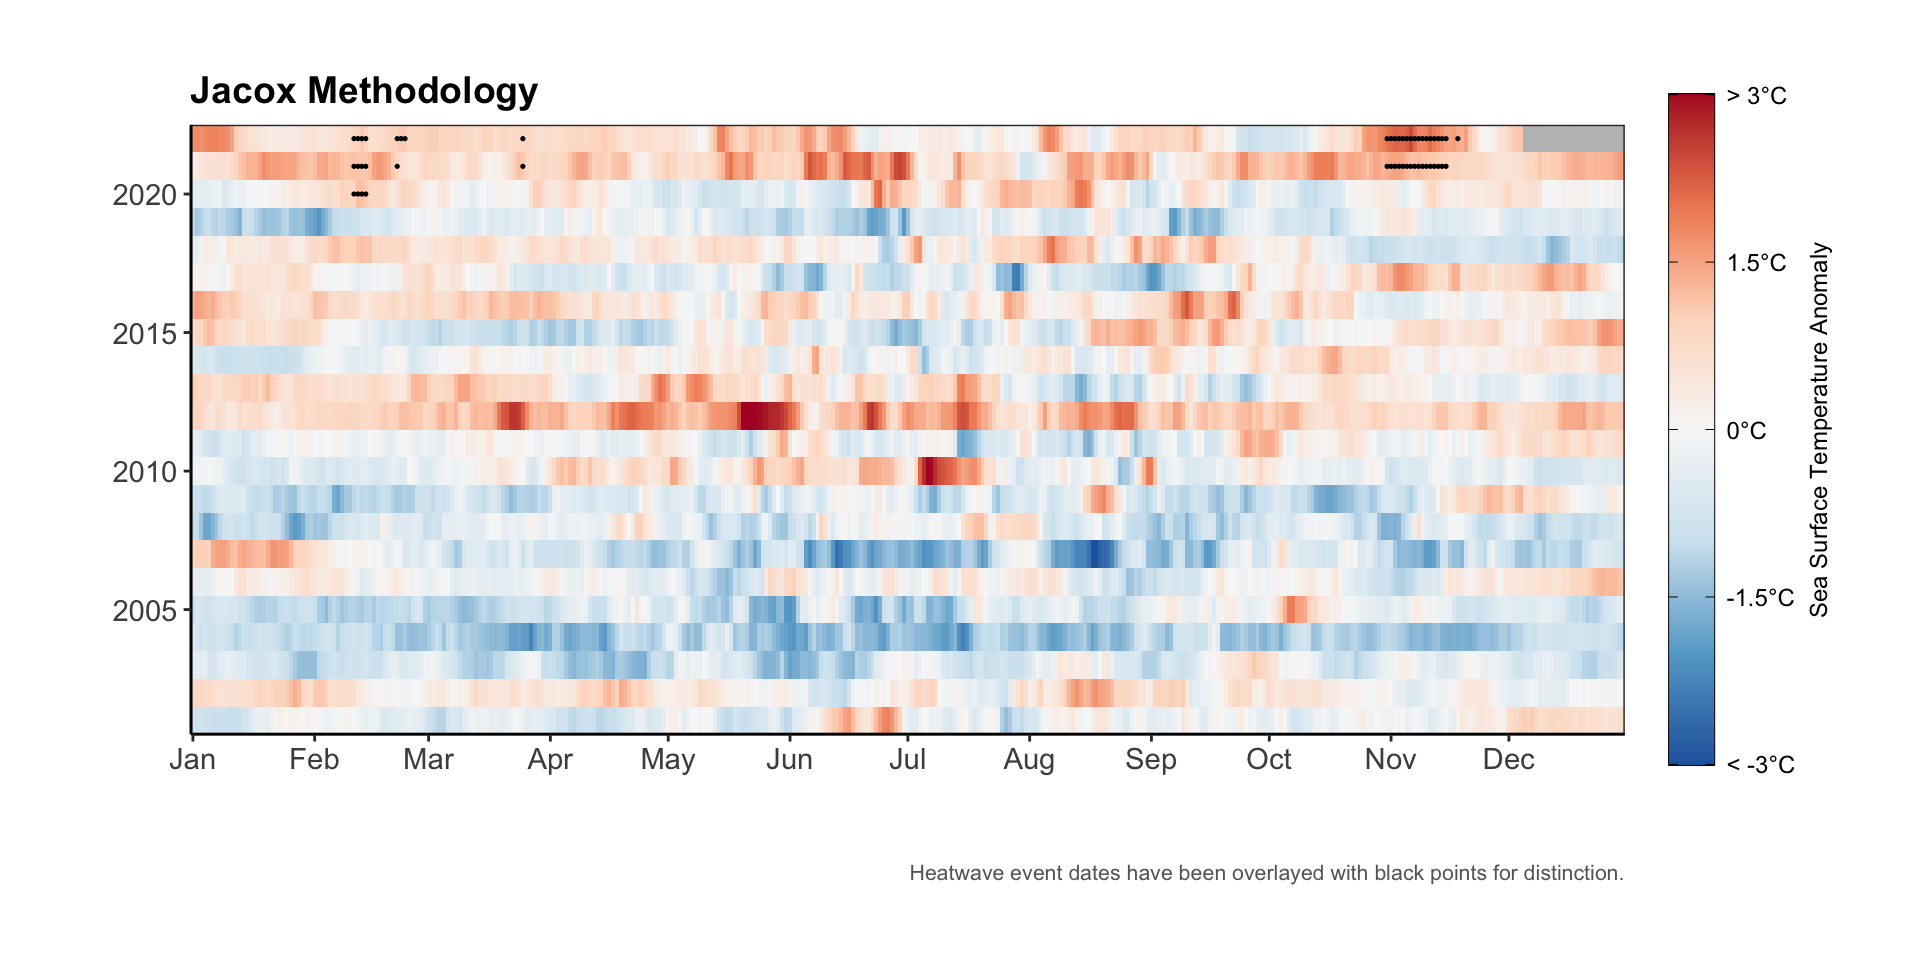 Jacox Methodology
2020
2015
2010
2005
Jan Feb Mar Apr May Jun Jul Aug Sep Oct Nov Dec
> 3°C
1.5°C
0°C
-1.5°C
< -3°C
Sea Surface Temperature Anomaly
Heatwave event dates have been overlayed with black points for distinction.